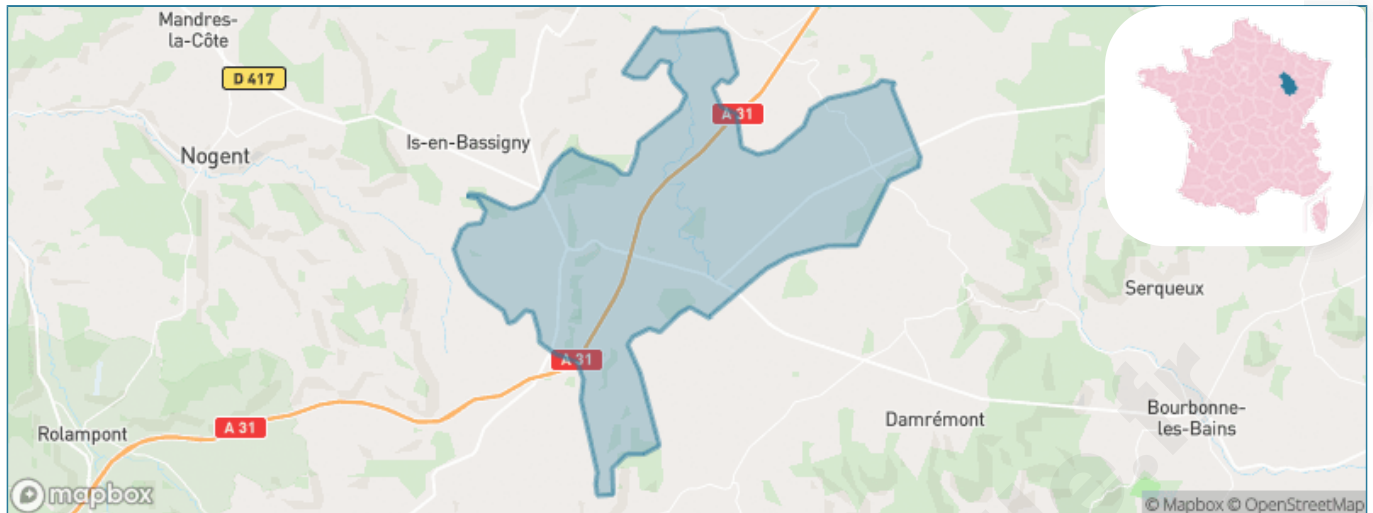 Mandres-
la-Côte
D 417
A 31
Is-en-Bassigny
Nogent
Serqueux
A 31
Bourbonne-
les-Bains
Damrémont
A 31
Rolampont
mapbox
© Mapbox © OpenStreetMap